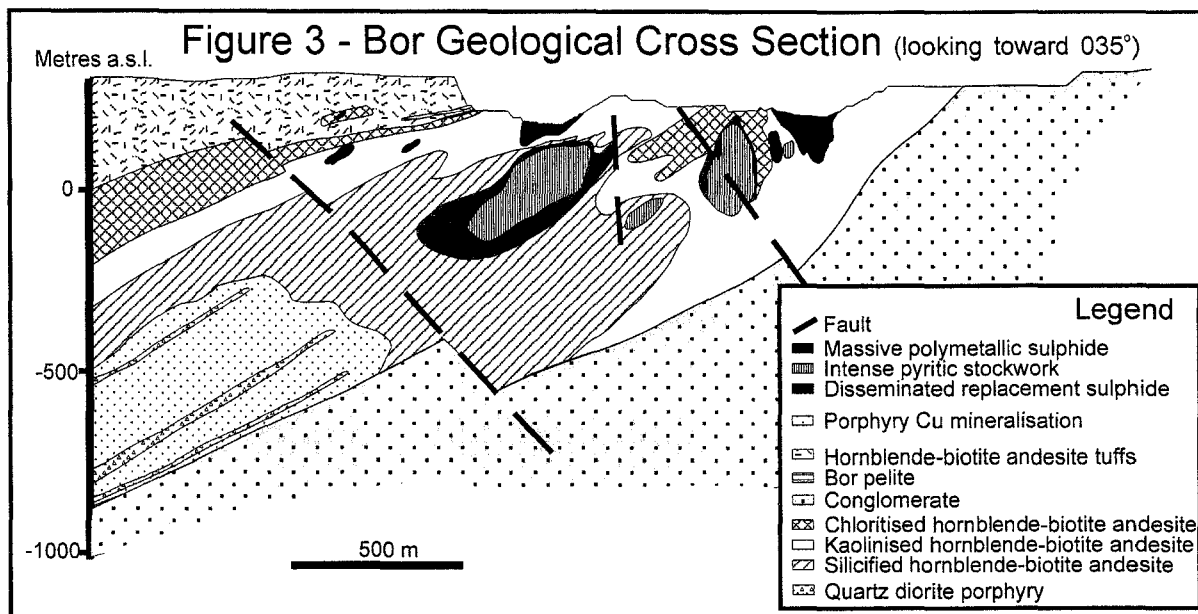 Figure 3 - Bor Geological Cross Section (looking toward 035°)
Metres a.s.l.
0
-500
-1000
500 m
Legend
Fault
Massive polymetallic sulphide
Intense pyritic stockwork
Disseminated replacement sulphide
Porphyry Cu mineralisation
Hornblende-biotite andesite tuffs
Bor pelite
Conglomerate
Chloritised hornblende-biotite andesite
Kaolinised hornblende-biotite andesite
Silicified hornblende-biotite andesite
Quartz diorite porphyry